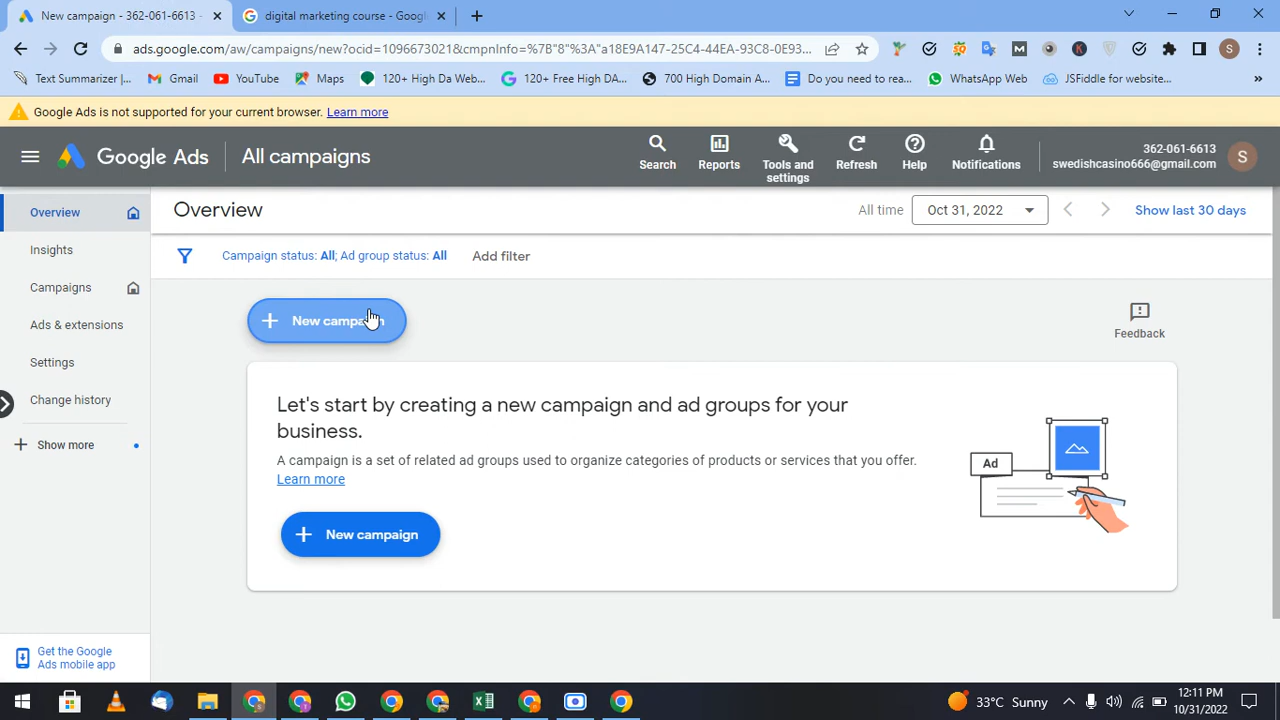 New campaign - 362-061-6613 -
digital marketing course - Goog
ads.google.com/aw/campaigns/new?ocid=1096673021&cmpnInfo=%7B"8"%3A"a18E9A147-25C4-44EA-93C8-0E93...
Text Summarizer |...
Gmail
YouTube
Maps
120+ High Da Web...
120+ Free High DA...
700 High Domain A...
Do you need to rea...
WhatsApp Web
JSFiddle for website...
Google Ads is not supported for your current browser. Learn more
Google Ads
All campaigns
Search
Reports
Tools and
settings
Refresh
Help
Notifications
362-061-6613
swedishcasino666@gmail.com
S
Overview
Insights
Campaigns
Ads & extensions
Settings
Change history
Show more
Get the Google
Ads mobile app
Overview
All time
Oct 31, 2022
Show last 30 days
Campaign status: All; Ad group status: All
Add filter
New campaign
Feedback
Let's start by creating a new campaign and ad groups for your
business.
A campaign is a set of related ad groups used to organize categories of products or services that you offer.
Learn more
New campaign
Ad
33°C Sunny
12:11 PM
10/31/2022